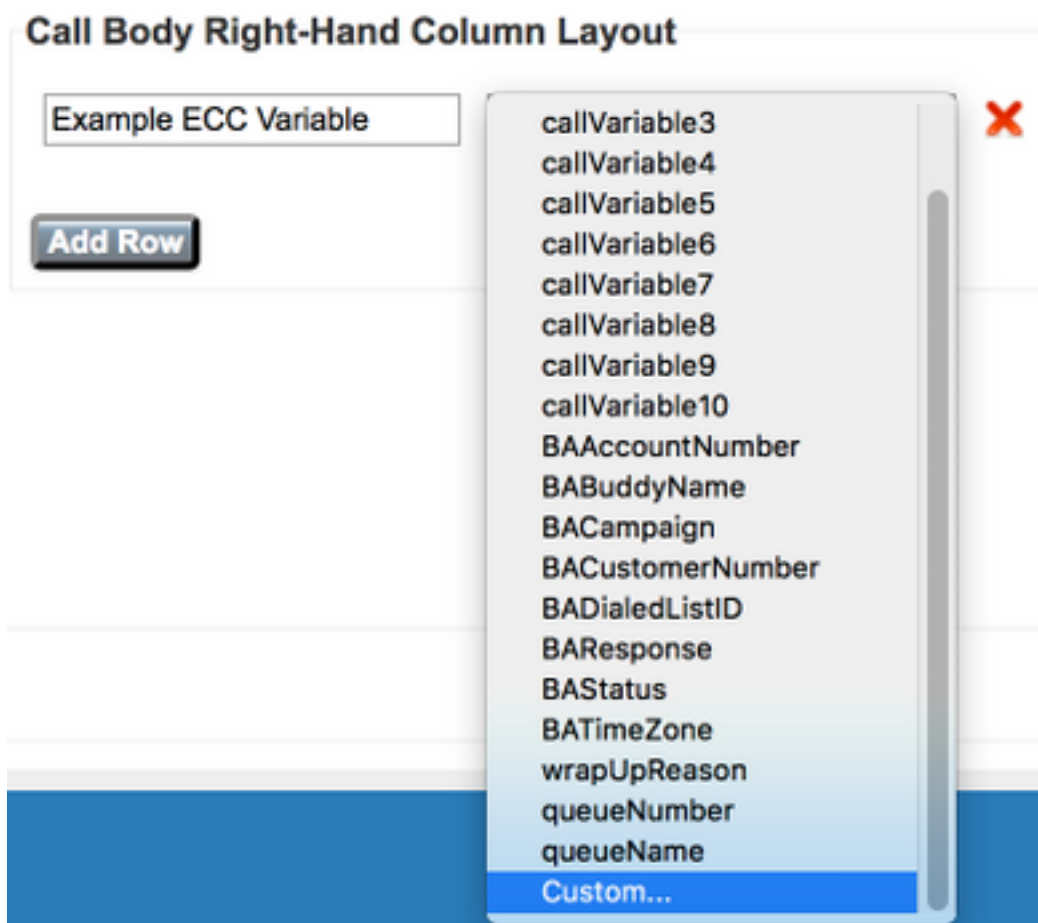 Call Body Right-Hand Column Layout
Example ECC Variable
Add Row
callVariable3
callVariable4
callVariable5
callVariable6
callVariable7
callVariable8
callVariable9
callVariable10
BAAccountNumber
BABuddyName
BACampaign
BACustomerNumber
BADialedListID
BAResponse
BAStatus
BATimeZone
wrapUpReason
queueNumber
queueName
Custom...